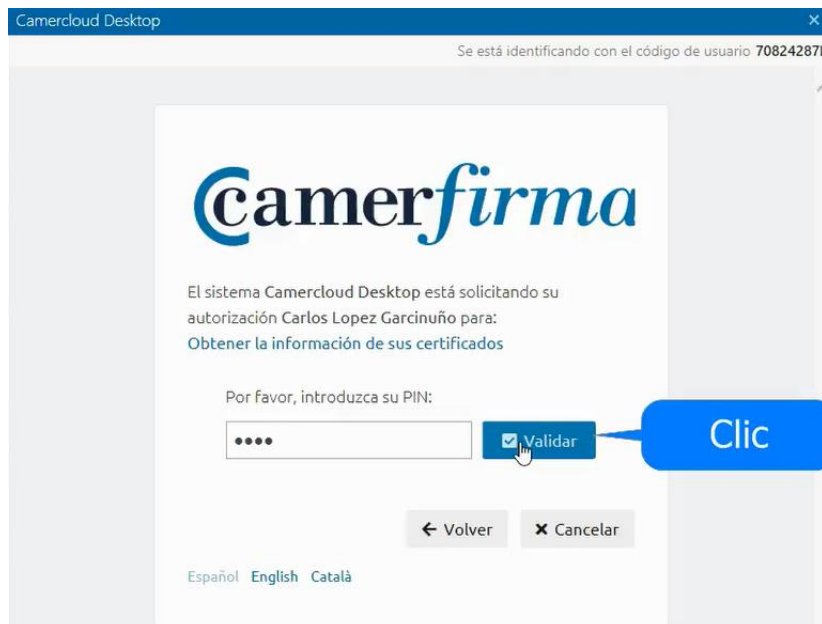 Camercloud Desktop
Se está identificando con el código de usuario 70824287
camerfirma
El sistema Camercloud Desktop está solicitando su
autorización Carlos Lopez Garcinuño para:
Obtener la información de sus certificados
Por favor, introduzca su PIN:
Validar
Clic
Volver Cancelar
Español English Català